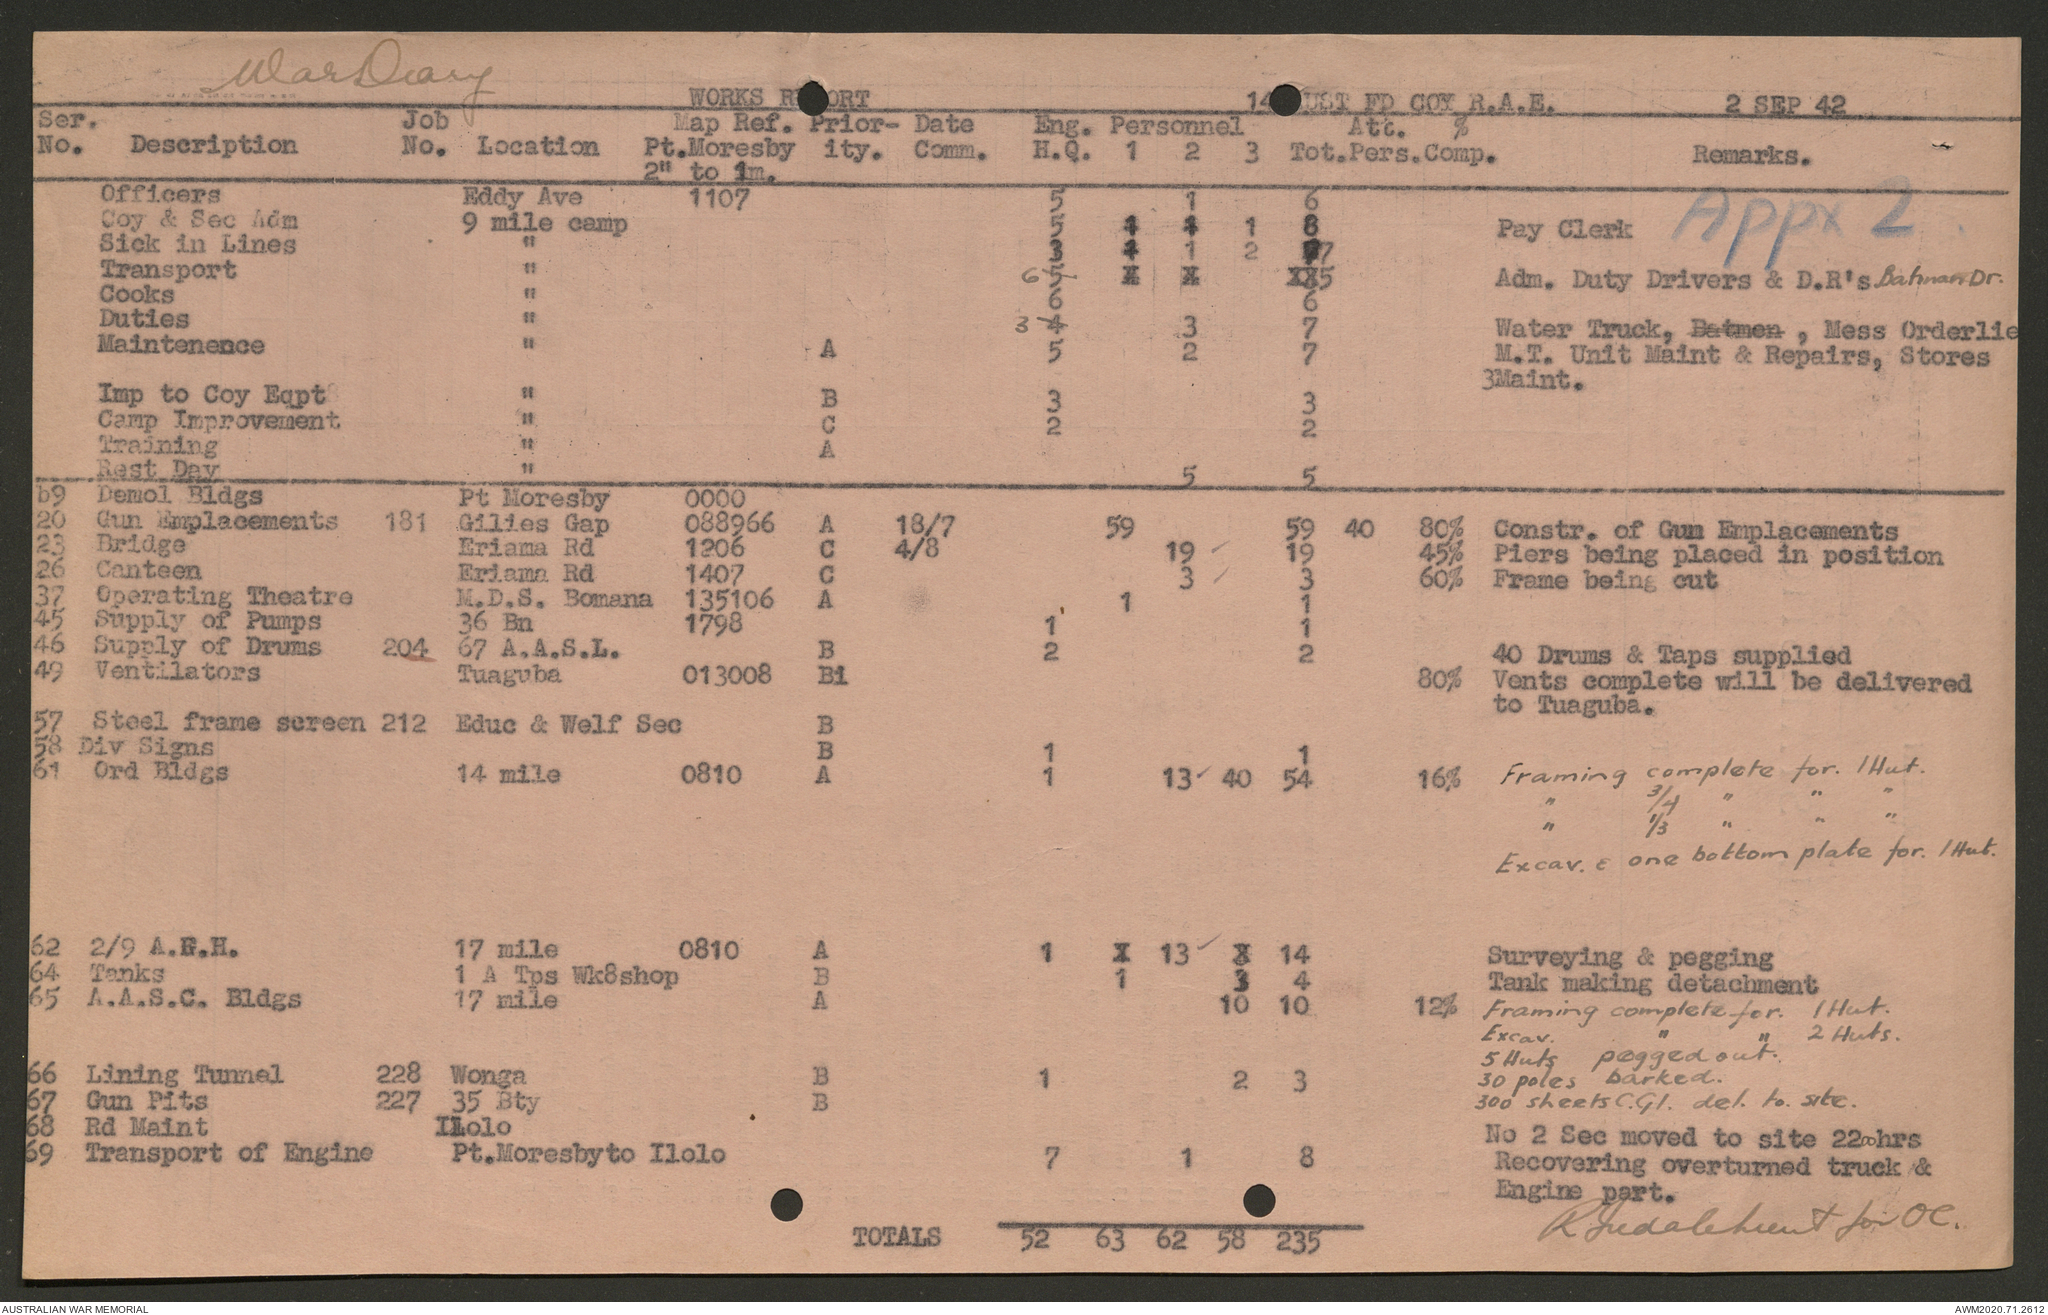 War Diary
WORKS REPORT 14 AUST FD COY R.A.E. 2 SEP 42
Ser. Job Map Ref. Prior- Date Eng. Personnel Att. %
No. Description No. Location Pt.Moresby ity. Comm. H.Q. 1 2 3 Tot.Pers.Comp. Remarks.
2" to 1m.
Officers Eddy Ave 1107 5 1 6
Appx 2.
Coy & Sec Adm 9 mile camp 5 1 1 1 8 Pay Clerk
Sick in Lines " 3 1 1 2 7
Transport " 6 5 X X 5 Adm. Duty Drivers & D.R's Batman Dr.
Cooks " 6 6
Duties " 3 4 3 7 Water Truck, Batmen , Mess Orderlie
Maintenence " A 5 2 7 M.T. Unit Maint & Repairs, Stores
3Maint.
Imp to Coy Eqpt " B 3 3
Camp Improvement " C 2 2
Training " A
Rest Day " 5 5
b9 Demol Bldgs Pt Moresby 0000
20 Gun Emplacements 181 Gilies Gap 088966 A 18/7 59 59 40 80% Constr. of Gun Emplacements
23 Bridge Eriama Rd 1206 C 4/8 19 19 45% Piers being placed in position
26 Canteen Eriama Rd 1407 C 3 3 60% Frame being cut
37 Operating Theatre M.D.S. Bomana 135106 A 1 1
45 Supply of Pumps 36 Bn 1798 1 1
46 Supply of Drums 204 67 A.A.S.L. B 2 2 40 Drums & Taps supplied
49 Ventilators Tuaguba 013008 B1 80% Vents complete will be delivered
to Tuaguba.
57 Steel frame screen 212 Educ & Welf Sec B
58 Div Signs B 1 1
61 Ord Bldgs 14 mile 0810 A 1 13 40 54 16% Framing complete for. 1 Hut.
" 3/4 " " "
" 1/3 " " "
Excav. & one bottom plate for. 1 Hut.
62 2/9 A.G.H. 17 mile 0810 A 1 X 13 X 14 Surveying & pegging
64 Tanks 1 A Tps Wk8shop B 1 3 4 Tank making detachment
65 A.A.S.C. Bldgs 17 mile A 10 10 12% Framing complete for. 1 Hut.
Excav. " " 2 Huts.
5 Huts pegged out.
66 Lining Tunnel 228 Wonga B 1 2 3 30 poles barked.
67 Gun Pits 227 35 Bty B 300 sheets C.G.I. del. to. site.
68 Rd Maint Ilolo No 2 Sec moved to site 2200hrs
69 Transport of Engine Pt.Moresbyto Ilolo 7 1 8 Recovering overturned truck &
Engine part.
TOTALS 52 63 62 58 235 Lieut for OC.
AUSTRALIAN WAR MEMORIAL AWM2020.71.2612